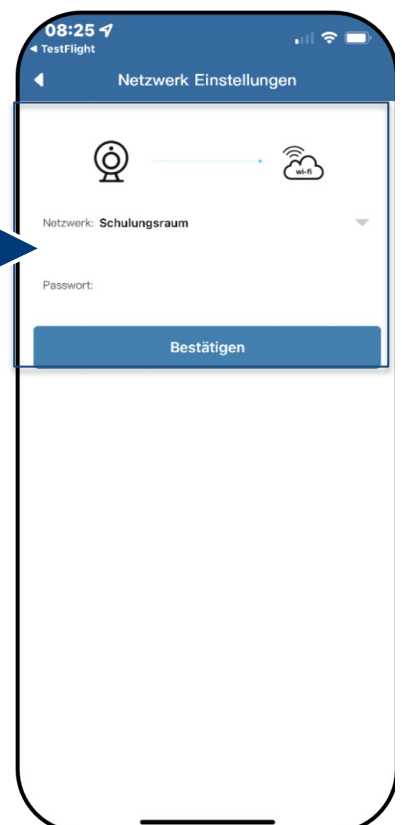 08:25
◀ TestFlight
Netzwerk Einstellungen
wi-fi
Netzwerk: Schulungsraum
Passwort:
Bestätigen